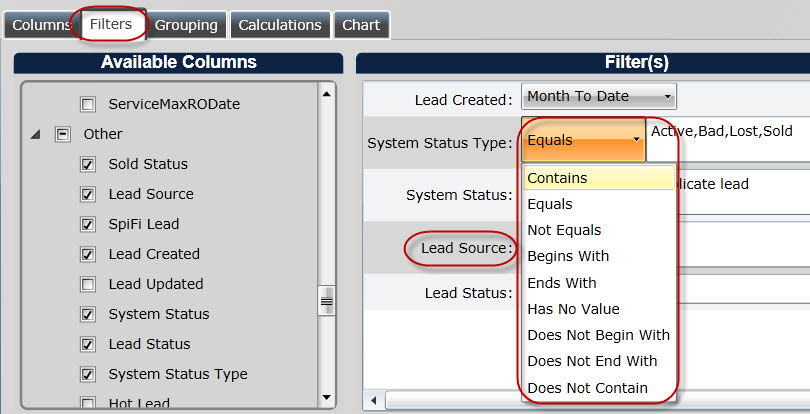 Columns Filters Grouping Calculations Chart
Available Columns
ServiceMaxRODate
Other
Sold Status
Lead Source
SpiFi Lead
Lead Created
Lead Updated
System Status
Lead Status
System Status Type
Hot Lead
Filter(s)
Lead Created: Month To Date
System Status Type: Equals Active,Bad,Lost,Sold
System Status: licate lead
Lead Source:
Lead Status:
Contains
Equals
Not Equals
Begins With
Ends With
Has No Value
Does Not Begin With
Does Not End With
Does Not Contain